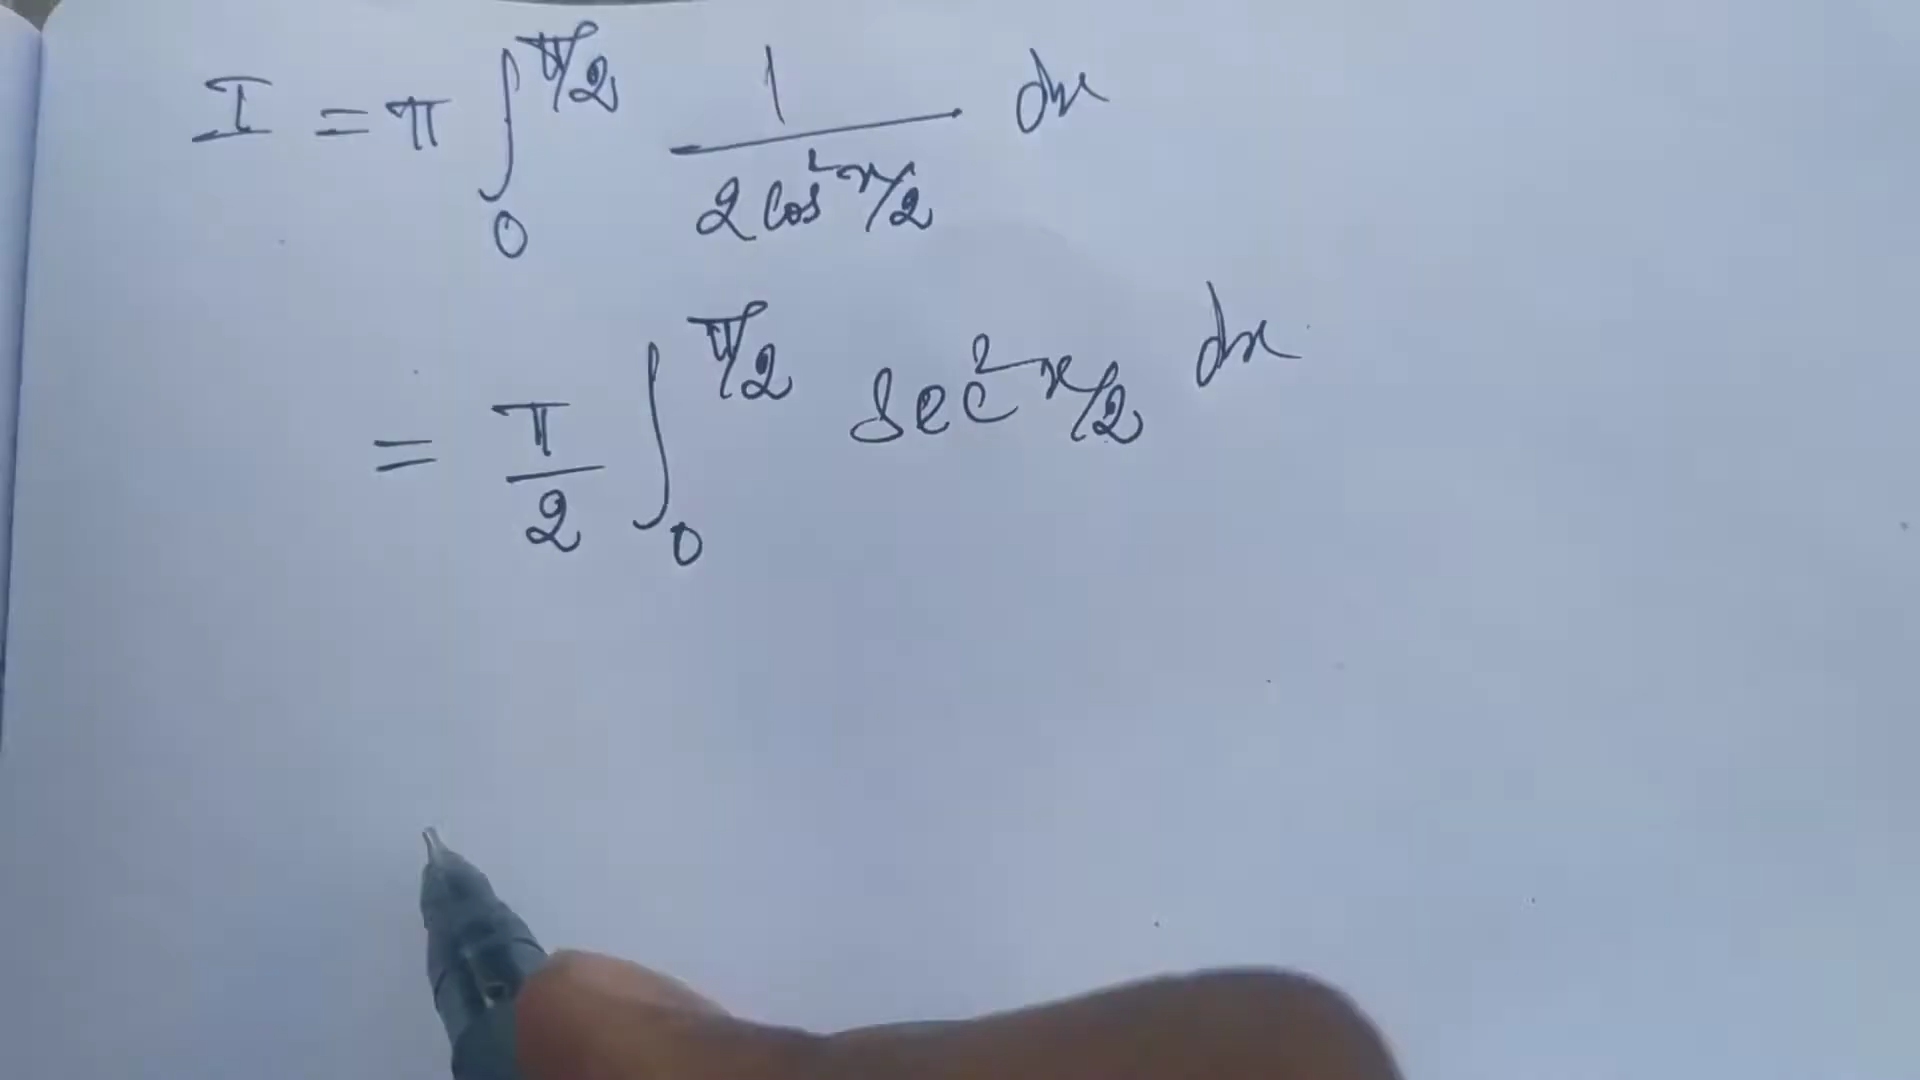 I = π ∫₀^{π/2} 1/(2cos² x/2) dx
= π/2 ∫₀^{π/2} sec² x/2 dx